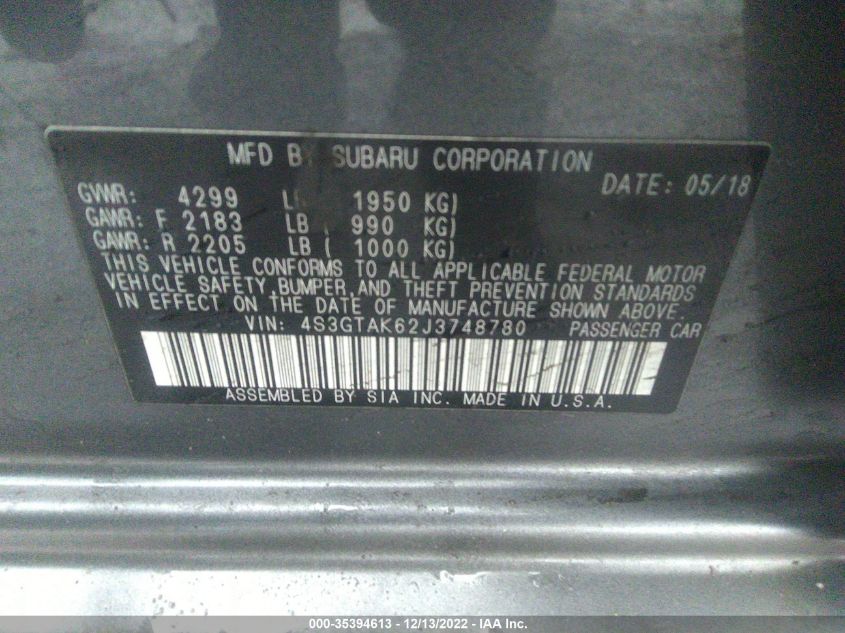 MFD BY SUBARU CORPORATION
DATE: 05/18
GVWR: 4299 LB 1950 KG)
GAWR: F 2183 LB ( 990 KG)
GAWR: R 2205 LB ( 1000 KG)
THIS VEHICLE CONFORMS TO ALL APPLICABLE FEDERAL MOTOR
VEHICLE SAFETY, BUMPER, AND THEFT PREVENTION STANDARDS
IN EFFECT ON THE DATE OF MANUFACTURE SHOWN ABOVE.
VIN: 4S3GTAK62J3748780 PASSENGER CAR
ASSEMBLED BY SIA INC. MADE IN U.S.A.
000-35394613 - 12/13/2022 - IAA Inc.